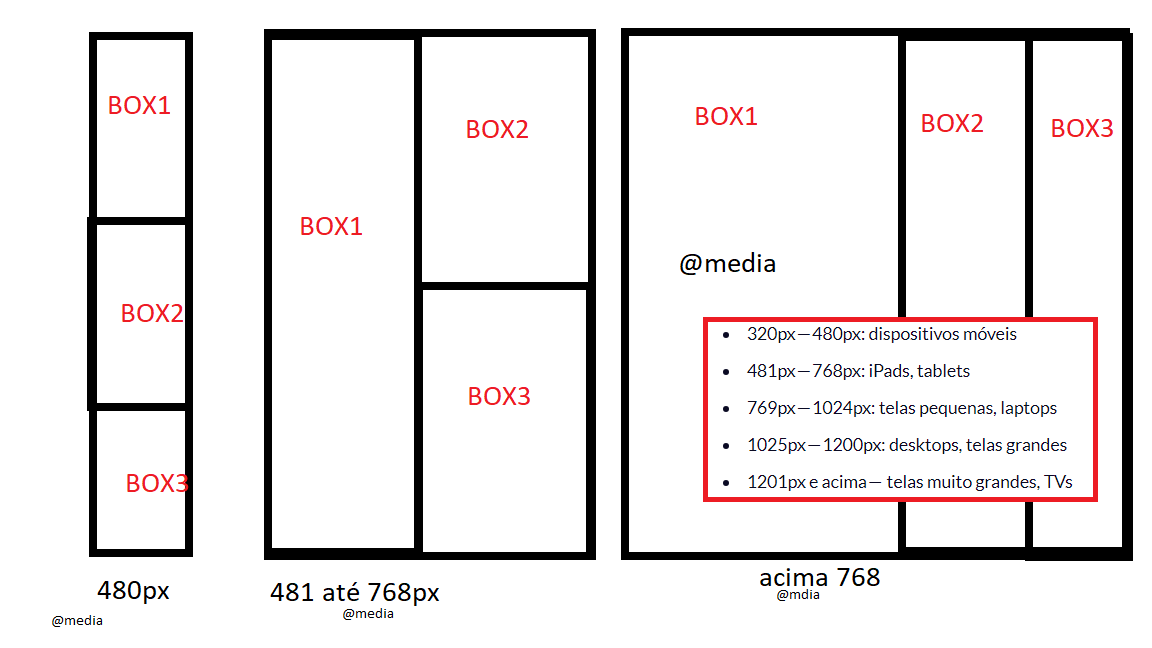 BOX1
BOX2
BOX3
480px
@media
BOX1
BOX2
BOX3
481 até 768px
@media
BOX1
BOX2
BOX3
@media
• 320px — 480px: dispositivos móveis
• 481px — 768px: iPads, tablets
• 769px — 1024px: telas pequenas, laptops
• 1025px — 1200px: desktops, telas grandes
• 1201px e acima — telas muito grandes, TVs
acima 768
@mdia